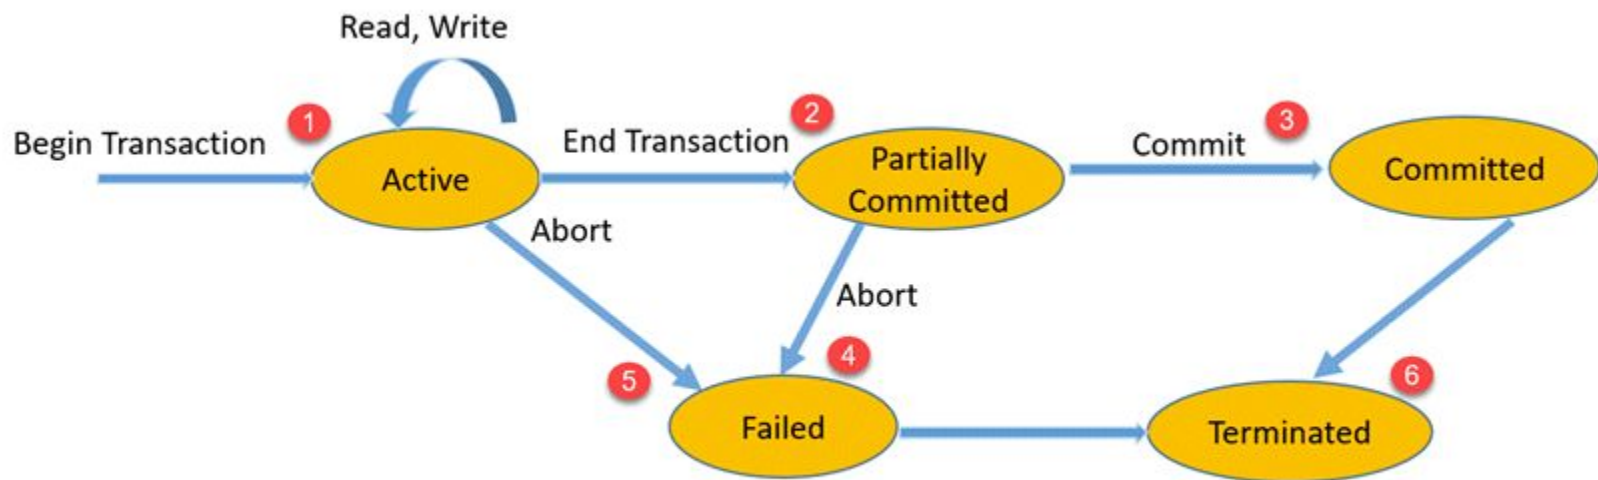 Read, Write
1
2
3
Begin Transaction
End Transaction
Commit
Active
Partially
Committed
Committed
Abort
Abort
5
4
6
Failed
Terminated